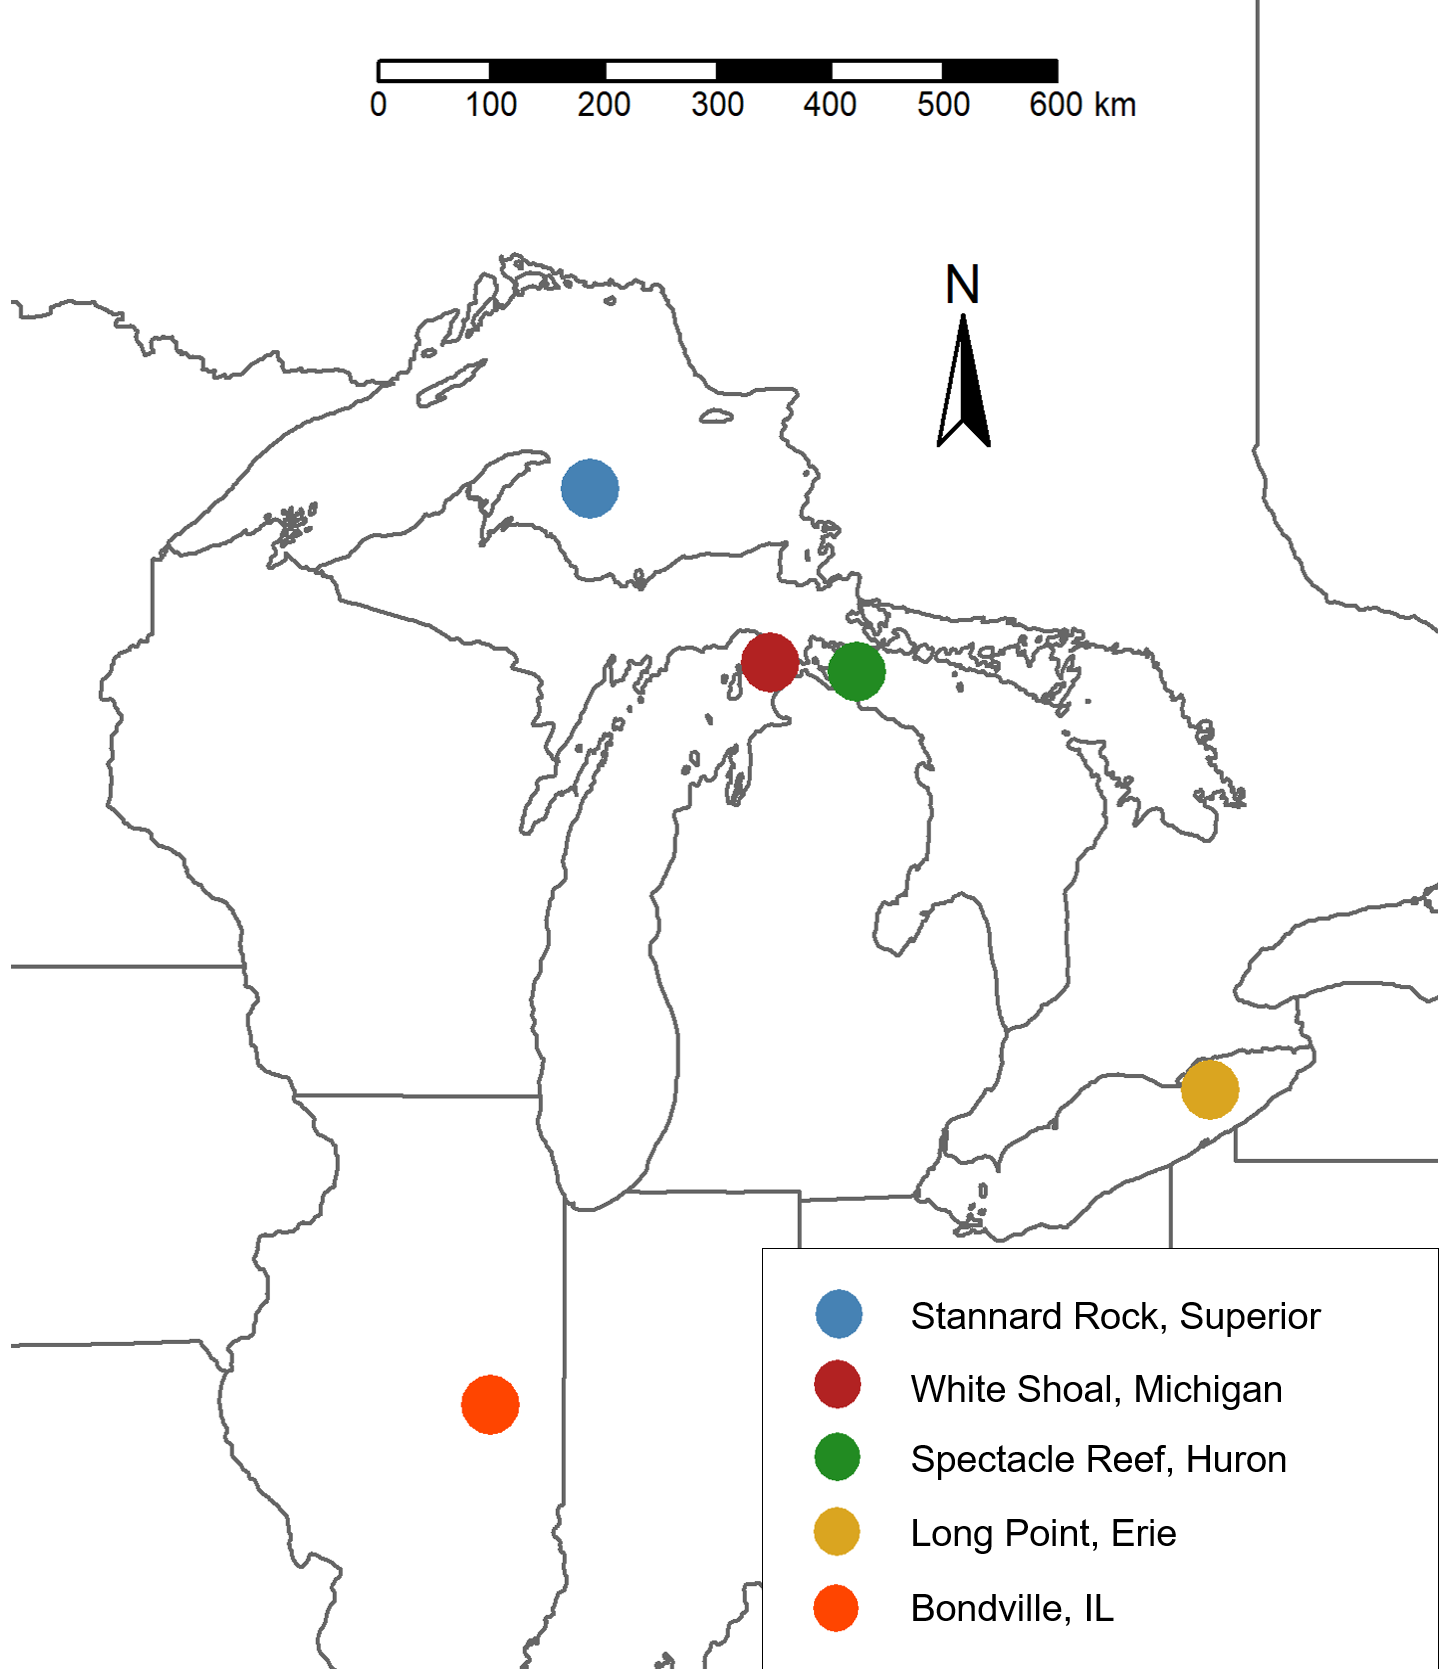 0 100 200 300 400 500 600 km
N
Stannard Rock, Superior
White Shoal, Michigan
Spectacle Reef, Huron
Long Point, Erie
Bondville, IL